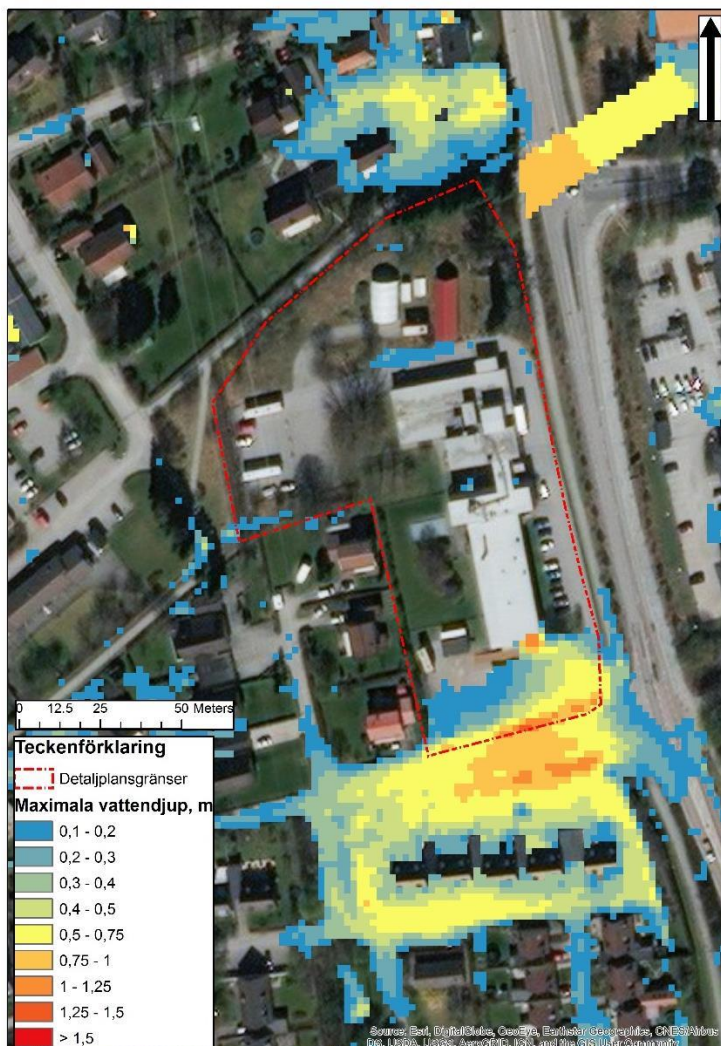 0 12.5 25 50 Meters
Teckenförklaring
Detaljplansgränser
Maximala vattendjup, m
0,1 - 0,2
0,2 - 0,3
0,3 - 0,4
0,4 - 0,5
0,5 - 0,75
0,75 - 1
1 - 1,25
1,25 - 1,5
> 1,5
Source: Esri, DigitalGlobe, GeoEye, Earthstar Geographics, CNES/Airbus
DS, USDA, USGS, AeroGRID, IGN, and the GIS User Community